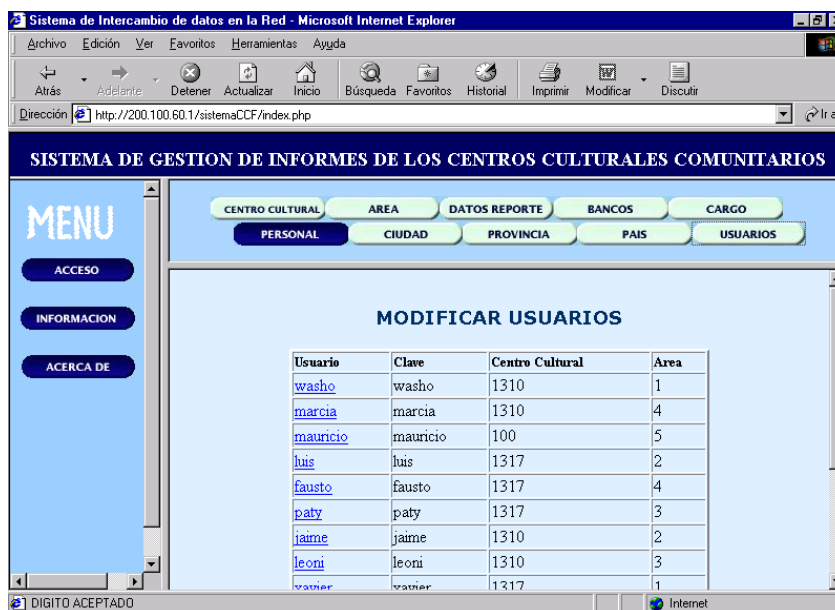 Sistema de Intercambio de datos en la Red - Microsoft Internet Explorer
Archivo Edición Ver Favoritos Herramientas Ayuda
Atrás Adelante Detener Actualizar Inicio Búsqueda Favoritos Historial Imprimir Modificar Discutir
Dirección http://200.100.60.1/sistemaCCF/index.php Ir a
SISTEMA DE GESTION DE INFORMES DE LOS CENTROS CULTURALES COMUNITARIOS
MENU
ACCESO
INFORMACION
ACERCA DE
CENTRO CULTURAL AREA DATOS REPORTE BANCOS CARGO
PERSONAL CIUDAD PROVINCIA PAIS USUARIOS
MODIFICAR USUARIOS
Usuario Clave Centro Cultural Area
washo washo 1310 1
marcia marcia 1310 4
mauricio mauricio 100 5
luis luis 1317 2
fausto fausto 1317 4
paty paty 1317 3
jaime jaime 1310 2
leoni leoni 1310 3
xavier xavier 1317 1
DIGITO ACEPTADO Internet